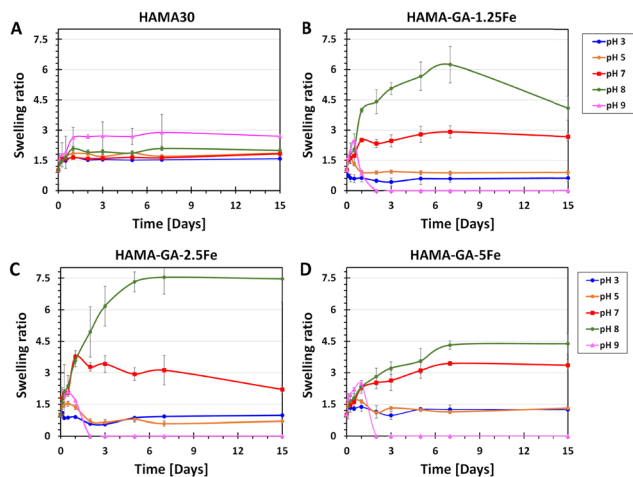 HAMA30
A
Swelling ratio
7.5
6
4.5
3
1.5
0
0 3 6 9 12 15
Time [Days]
HAMA-GA-1.25Fe
B
Swelling ratio
7.5
6
4.5
3
1.5
0
0 3 6 9 12 15
Time [Days]
pH 3
pH 5
pH 7
pH 8
pH 9
HAMA-GA-2.5Fe
C
Swelling ratio
7.5
6
4.5
3
1.5
0
0 3 6 9 12 15
Time [Days]
HAMA-GA-5Fe
D
Swelling ratio
7.5
6
4.5
3
1.5
0
0 3 6 9 12 15
Time [Days]
pH 3
pH 5
pH 7
pH 8
pH 9